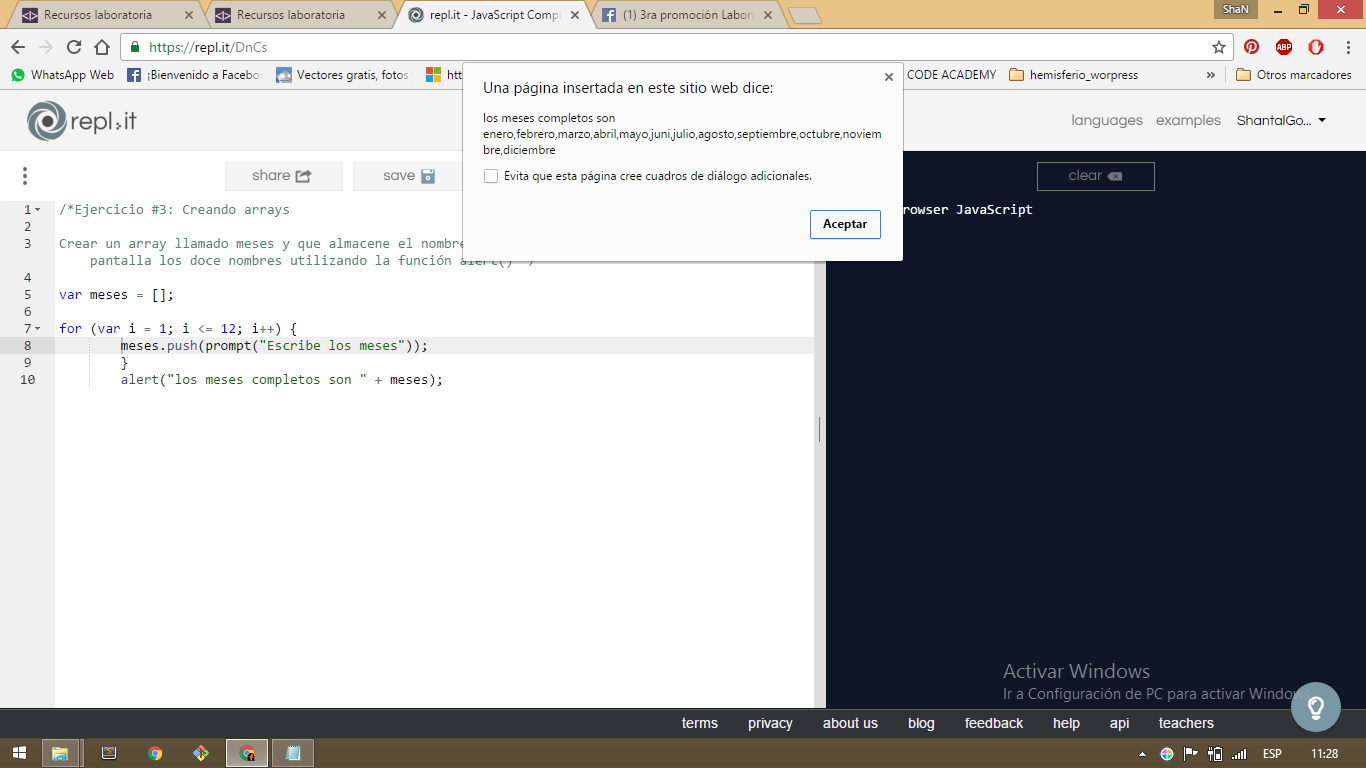 Recursos laboratoria
Recursos laboratoria
repl.it - JavaScript Compi
(1) 3ra promoción Labora
ShaN
https://repl.it/DnCs
ABP
WhatsApp Web
¡Bienvenido a Facebo
Vectores gratis, fotos
CODE ACADEMY
hemisferio_worpress
»
Otros marcadores
Una página insertada en este sitio web dice:
los meses completos son
enero,febrero,marzo,abril,mayo,juni,julio,agosto,septiembre,octubre,noviem
bre,diciembre
Evita que esta página cree cuadros de diálogo adicionales.
Aceptar
repl.it
languages
examples
ShantalGo...
share
save
clear
rowser JavaScript
1 /*Ejercicio #3: Creando arrays
2
3 Crear un array llamado meses y que almacene el nombre
pantalla los doce nombres utilizando la función alert()
4
5 var meses = [];
6
7 for (var i = 1; i <= 12; i++) {
8 meses.push(prompt("Escribe los meses"));
9 }
10 alert("los meses completos son " + meses);
Activar Windows
Ir a Configuración de PC para activar Windows.
terms
privacy
about us
blog
feedback
help
api
teachers
ESP
11:28